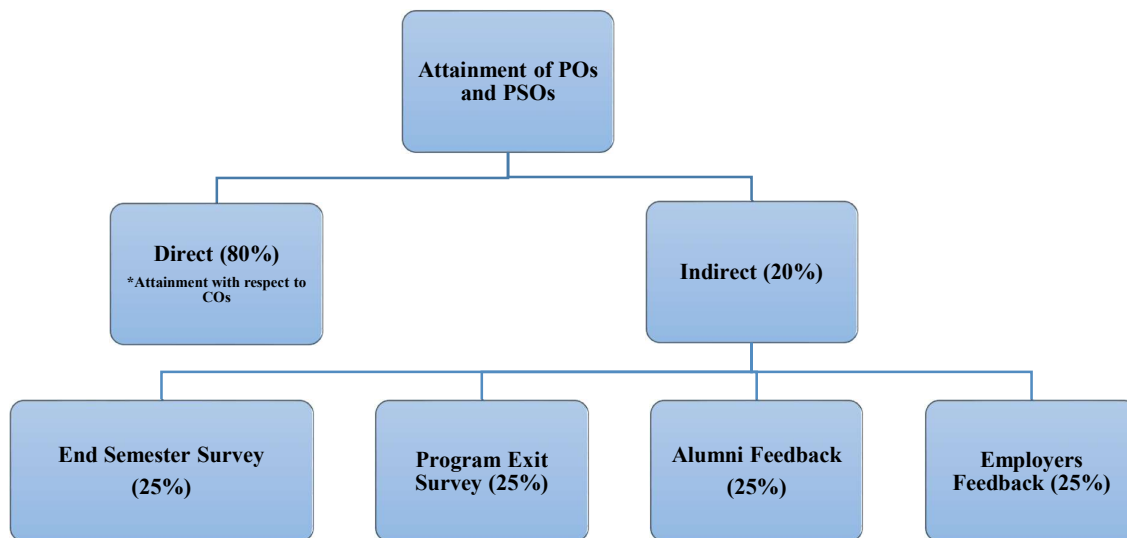 Attainment of POs
and PSOs
Direct (80%)
*Attainment with respect to
COs
Indirect (20%)
End Semester Survey
(25%)
Program Exit
Survey (25%)
Alumni Feedback
(25%)
Employers
Feedback (25%)